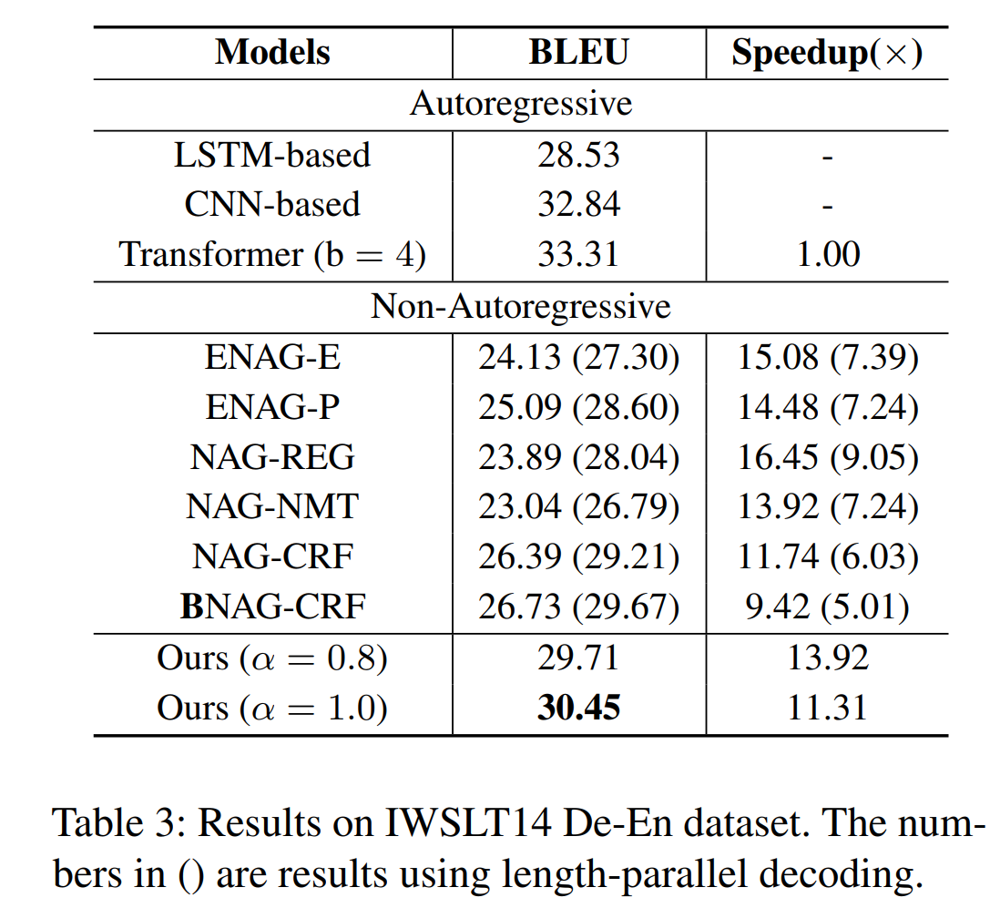 Models BLEU Speedup(×)
Autoregressive
LSTM-based 28.53 -
CNN-based 32.84 -
Transformer (b = 4) 33.31 1.00
Non-Autoregressive
ENAG-E 24.13 (27.30) 15.08 (7.39)
ENAG-P 25.09 (28.60) 14.48 (7.24)
NAG-REG 23.89 (28.04) 16.45 (9.05)
NAG-NMT 23.04 (26.79) 13.92 (7.24)
NAG-CRF 26.39 (29.21) 11.74 (6.03)
BNAG-CRF 26.73 (29.67) 9.42 (5.01)
Ours (α = 0.8) 29.71 13.92
Ours (α = 1.0) 30.45 11.31
Table 3: Results on IWSLT14 De-En dataset. The num-
bers in () are results using length-parallel decoding.